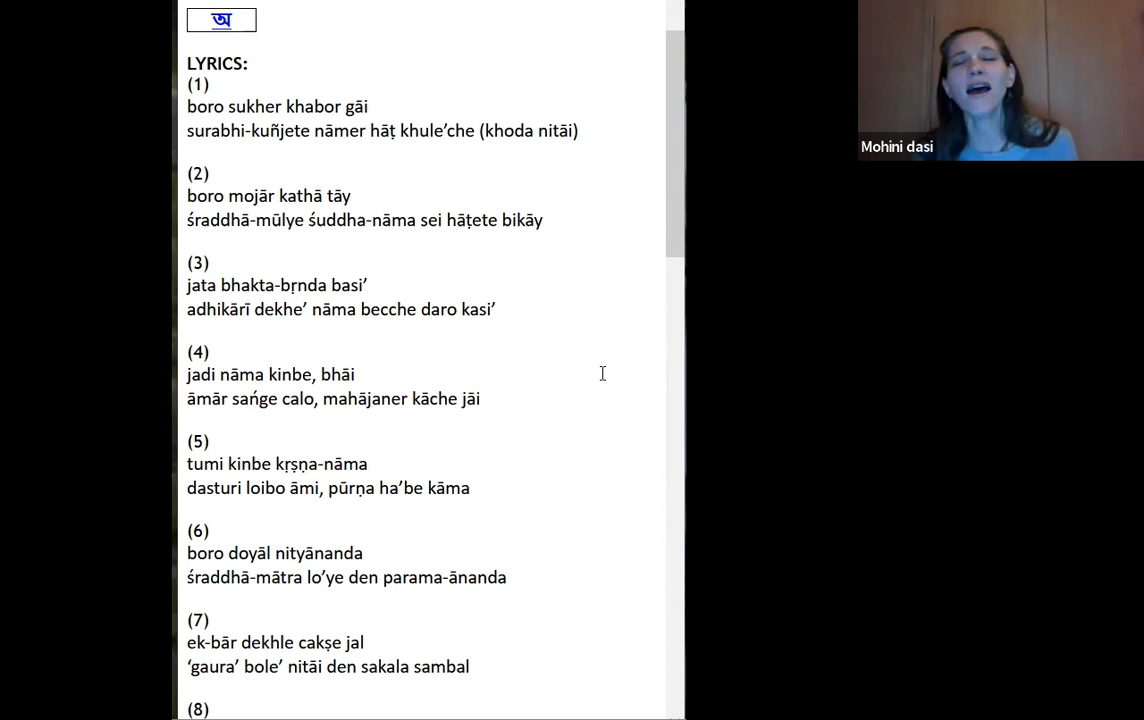 অ
LYRICS:
(1)
boro sukher khabor gāi
surabhi-kuñjete nāmer hāṭ khule’che (khoda nitāi)
(2)
boro mojār kathā tāy
śraddhā-mūlye śuddha-nāma sei hāṭete bikāy
(3)
jata bhakta-bṛnda basi’
adhikārī dekhe’ nāma becche daro kasi’
(4)
jadi nāma kinbe, bhāi
āmār sańge calo, mahājaner kāche jāi
(5)
tumi kinbe kṛṣṇa-nāma
dasturi loibo āmi, pūrṇa ha’be kāma
(6)
boro doyāl nityānanda
śraddhā-mātra lo’ye den parama-ānanda
(7)
ek-bār dekhle cakṣe jal
‘gaura’ bole’ nitāi den sakala sambal
(8)
Mohini dasi